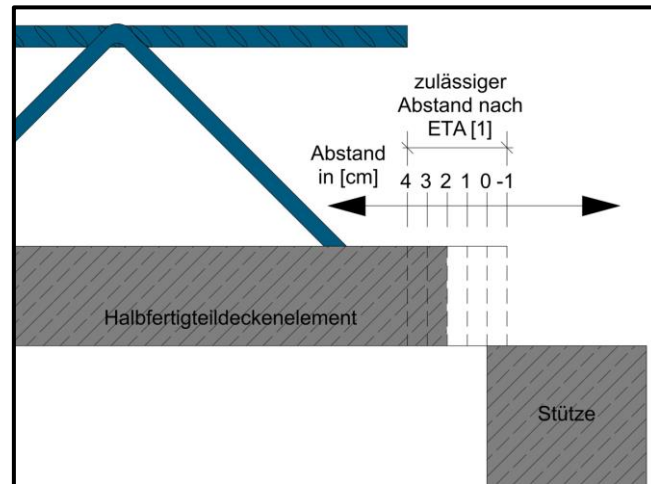 zulässiger
Abstand nach
ETA [1]
Abstand
in [cm]
4 3 2 1 0 -1
Halbfertigteildeckenelement
Stütze